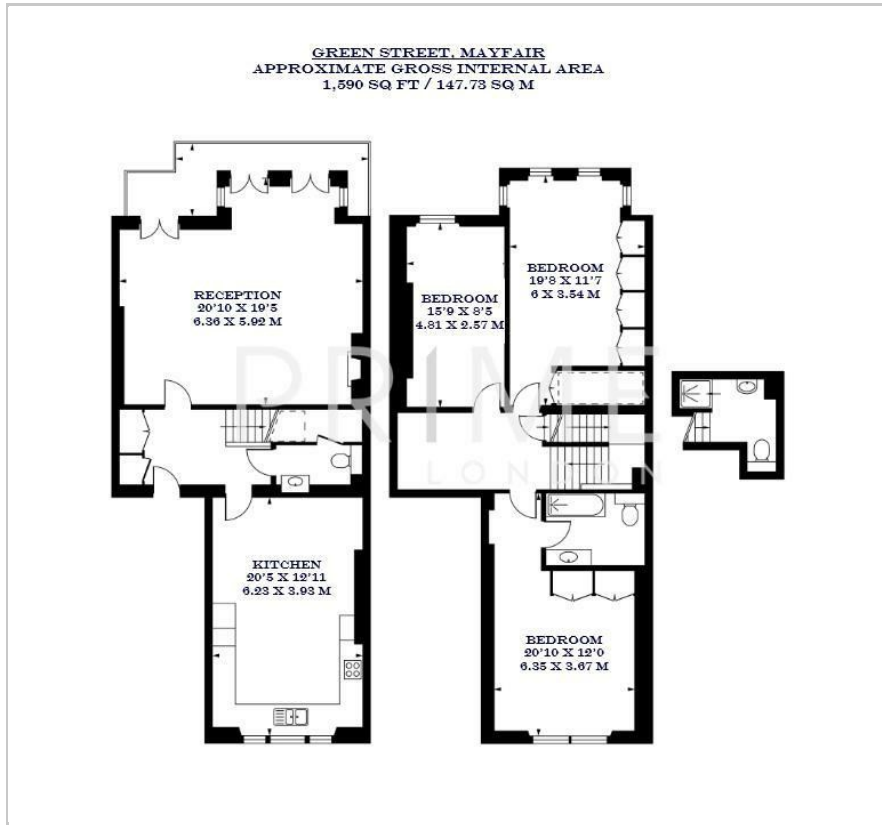 GREEN STREET, MAYFAIR
APPROXIMATE GROSS INTERNAL AREA
1,590 SQ FT / 147.73 SQ M
RECEPTION
20'10 X 19'5
6.36 X 5.92 M
BEDROOM
15'9 X 8'5
4.81 X 2.57 M
BEDROOM
19'8 X 11'7
6 X 3.54 M
PRIME
LONDON
KITCHEN
20'5 X 12'11
6.23 X 3.93 M
BEDROOM
20'10 X 12'0
6.35 X 3.67 M